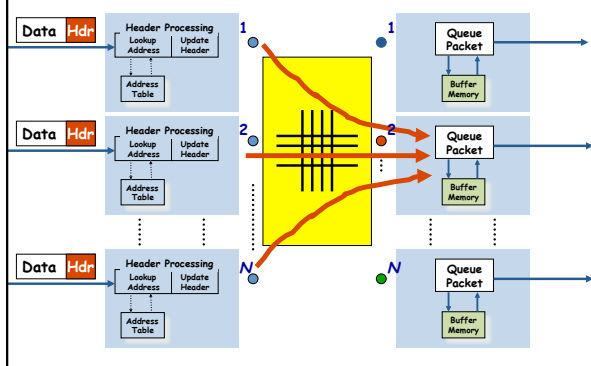 Data Hdr
Header Processing
Lookup Address
Update Header
Address Table
1
1
Queue Packet
Buffer Memory
Data Hdr
Header Processing
Lookup Address
Update Header
Address Table
2
2
Queue Packet
Buffer Memory
Data Hdr
Header Processing
Lookup Address
Update Header
Address Table
N
N
Queue Packet
Buffer Memory